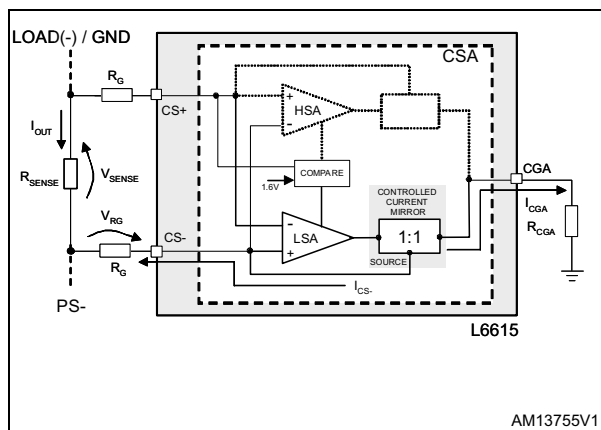 LOAD(-) / GND
CSA
RG
CS+
+
HSA
-
IOUT
CGA
COMPARE
1.6V
RSENSE
VSENSE
CONTROLLED
CURRENT
MIRROR
ICGA
RCGA
VRG
CS-
-
LSA
+
1:1
SOURCE
RG
ICS-
PS-
L6615
AM13755V1